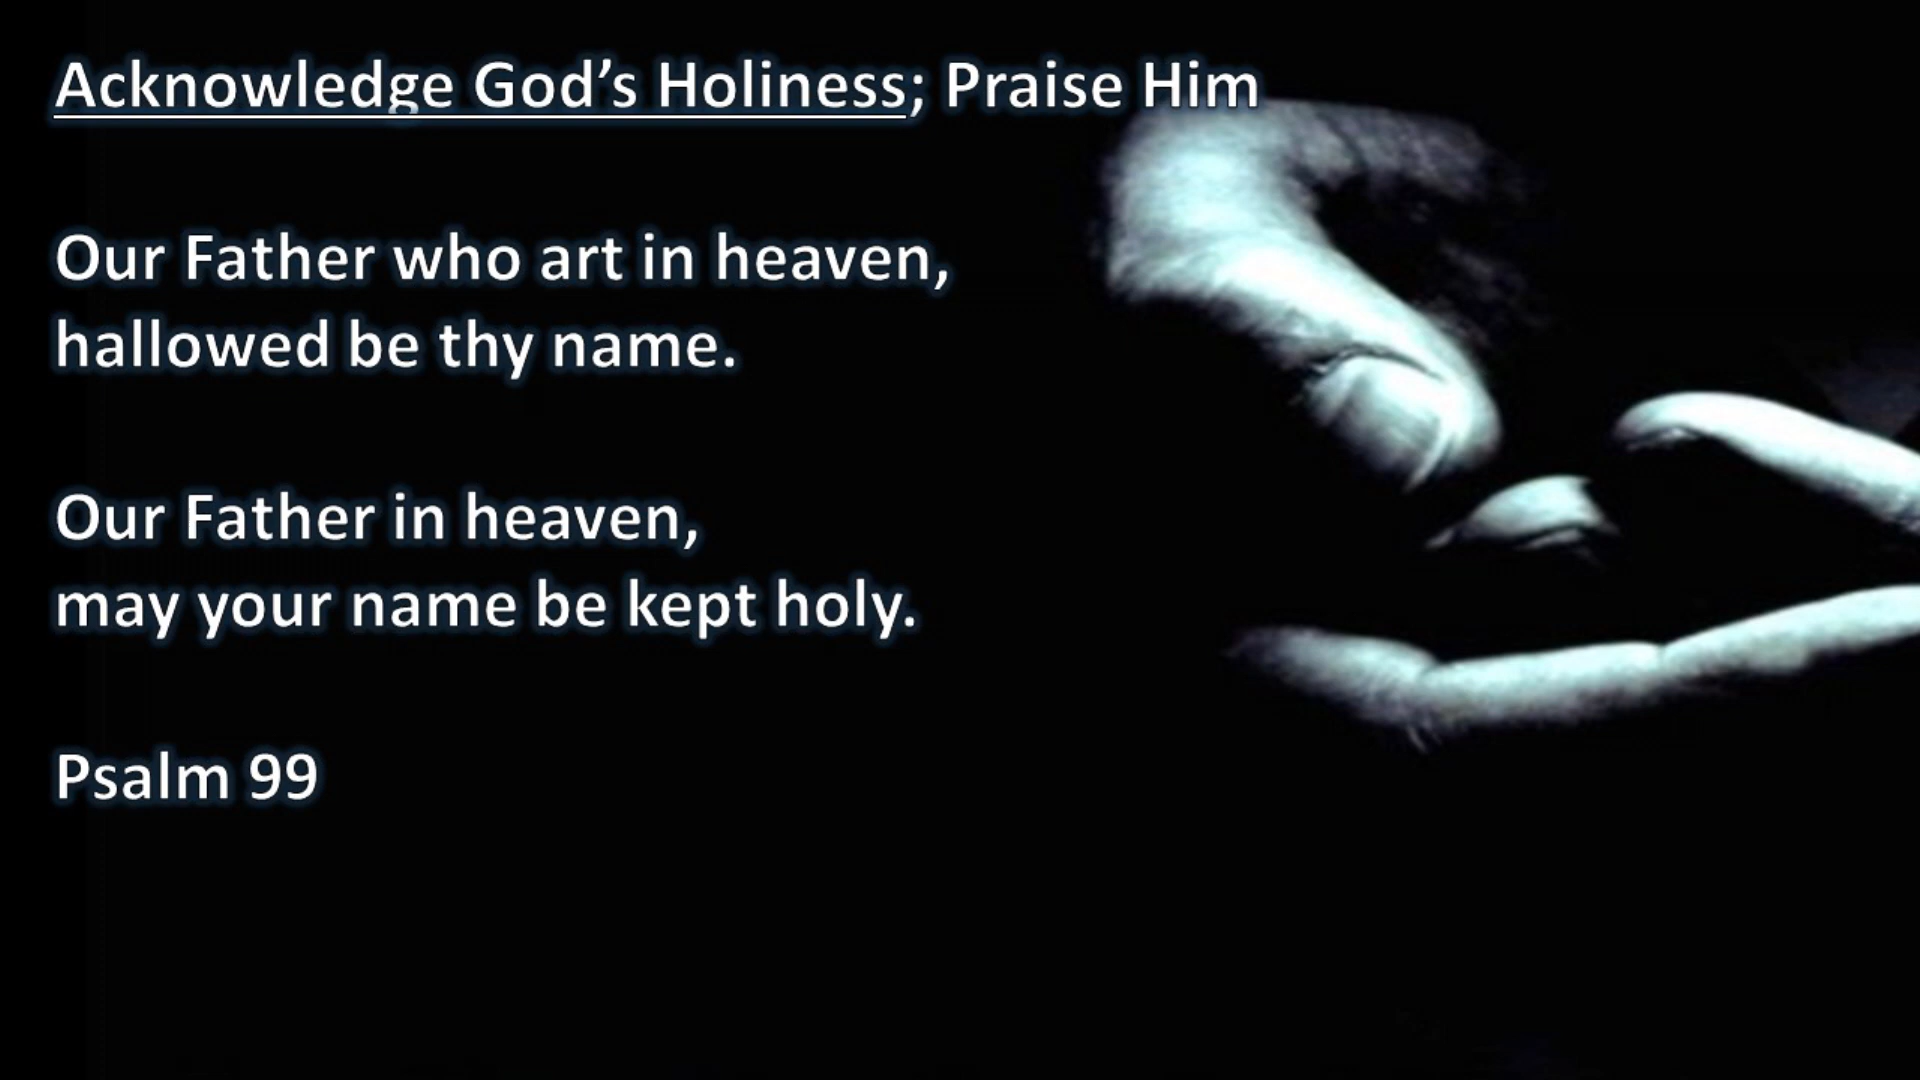 Acknowledge God’s Holiness; Praise Him
Our Father who art in heaven,
hallowed be thy name.
Our Father in heaven,
may your name be kept holy.
Psalm 99